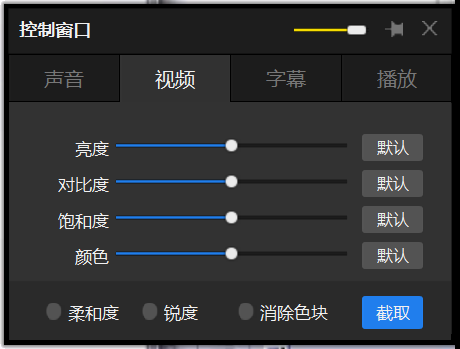 控制窗口
声音 视频 字幕 播放
亮度 默认
对比度 默认
饱和度 默认
颜色 默认
柔和度 锐度 消除色块 截取